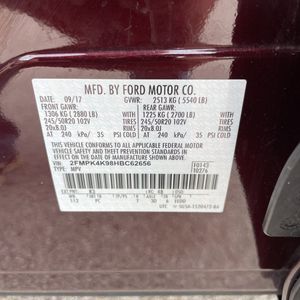 MFD. BY FORD MOTOR CO.
DATE: 09/17 GVWR: 2513 KG ( 5540 LB)
FRONT GAWR: REAR GAWR:
1306 KG ( 2880 LB) 1225 KG ( 2700 LB)
245/50R20 102V TIRES 245/50R20 102V TIRES
20x8.0J RIMS 20x8.0J RIMS
AT 240 kPa/ 35 PSI COLD AT 240 kPa/ 35 PSI COLD
THIS VEHICLE CONFORMS TO ALL APPLICABLE FEDERAL MOTOR
VEHICLE SAFETY AND THEFT PREVENTION STANDARDS IN EFFECT ON
THE DATE OF MANUFACTURE SHOWN ABOVE.
VIN: 2FMPK4K98HBC62656 F0143
TYPE: MPV
112
UTC